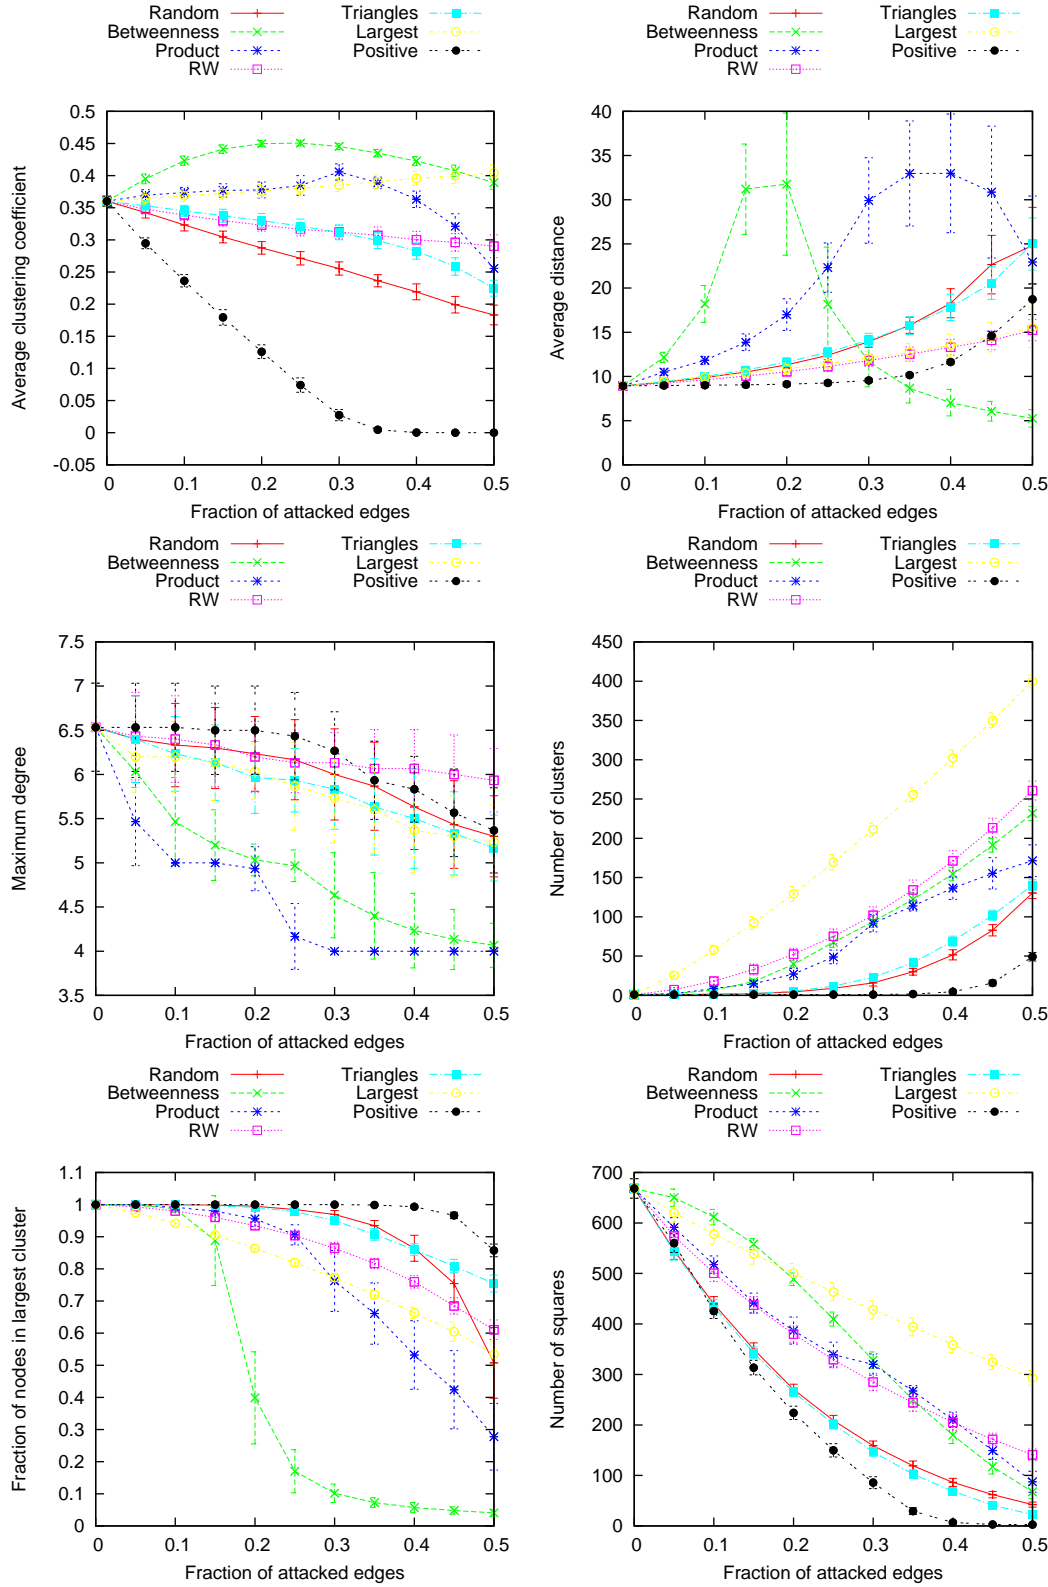 Random
Betweenness
Product
RW
Triangles
Largest
Positive
0.5
0.45
0.4
0.35
0.3
0.25
0.2
0.15
0.1
0.05
0
-0.05
Average clustering coefficient
0 0.1 0.2 0.3 0.4 0.5
Fraction of attacked edges
Random
Betweenness
Product
RW
Triangles
Largest
Positive
40
35
30
25
20
15
10
5
0
Average distance
0 0.1 0.2 0.3 0.4 0.5
Fraction of attacked edges
Random
Betweenness
Product
RW
Triangles
Largest
Positive
7.5
7
6.5
6
5.5
5
4.5
4
3.5
Maximum degree
0 0.1 0.2 0.3 0.4 0.5
Fraction of attacked edges
Random
Betweenness
Product
RW
Triangles
Largest
Positive
450
400
350
300
250
200
150
100
50
0
Number of clusters
0 0.1 0.2 0.3 0.4 0.5
Fraction of attacked edges
Random
Betweenness
Product
RW
Triangles
Largest
Positive
1.1
1
0.9
0.8
0.7
0.6
0.5
0.4
0.3
0.2
0.1
0
Fraction of nodes in largest cluster
0 0.1 0.2 0.3 0.4 0.5
Fraction of attacked edges
Random
Betweenness
Product
RW
Triangles
Largest
Positive
700
600
500
400
300
200
100
0
Number of squares
0 0.1 0.2 0.3 0.4 0.5
Fraction of attacked edges